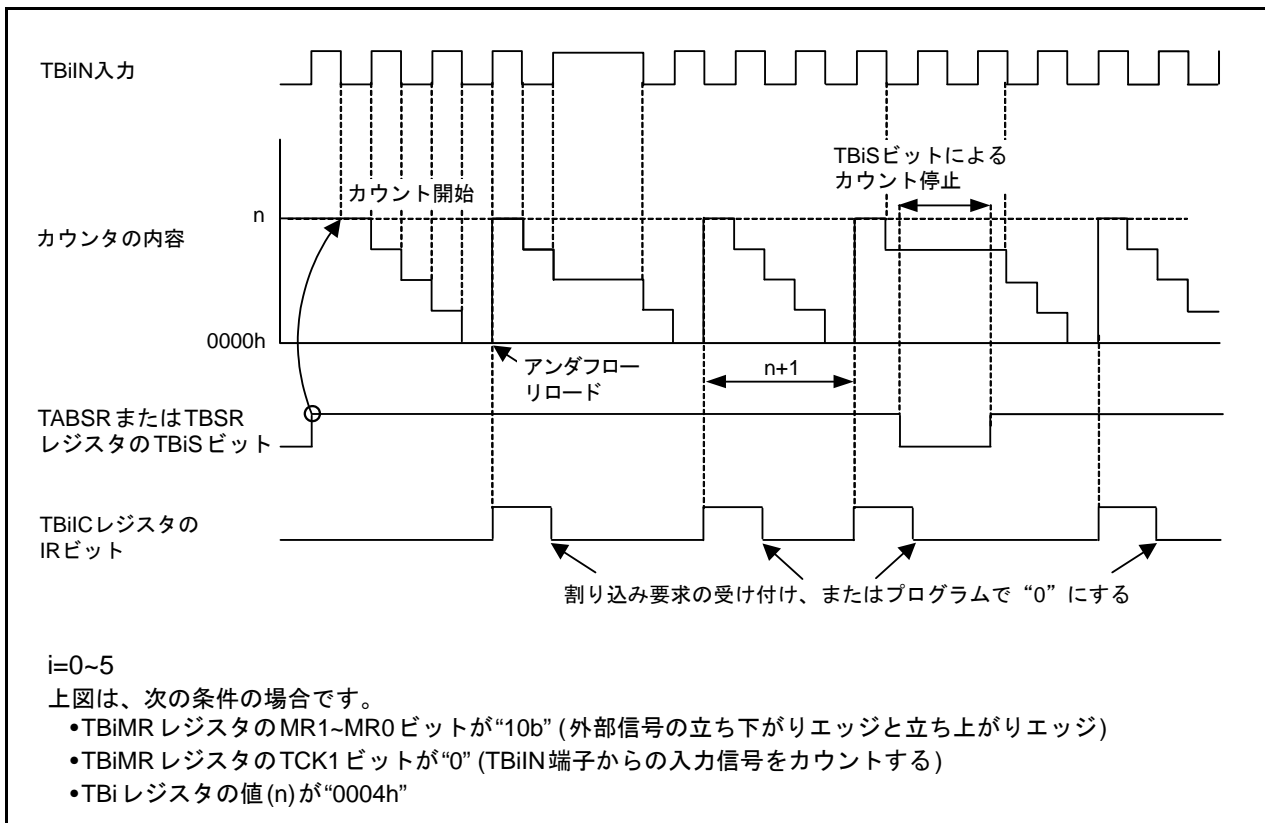 TBiIN入力
TBiSビットによる
カウント停止
カウント開始
n
カウンタの内容
0000h
アンダフロー
リロード
n+1
TABSRまたはTBSR
レジスタのTBiSビット
TBiICレジスタの
IRビット
割り込み要求の受け付け、またはプログラムで“0”にする
i=0~5
上図は、次の条件の場合です。
•TBiMRレジスタのMR1~MR0ビットが“10b” (外部信号の立ち下がりエッジと立ち上がりエッジ)
•TBiMRレジスタのTCK1ビットが“0” (TBiIN端子からの入力信号をカウントする)
•TBiレジスタの値(n)が“0004h”